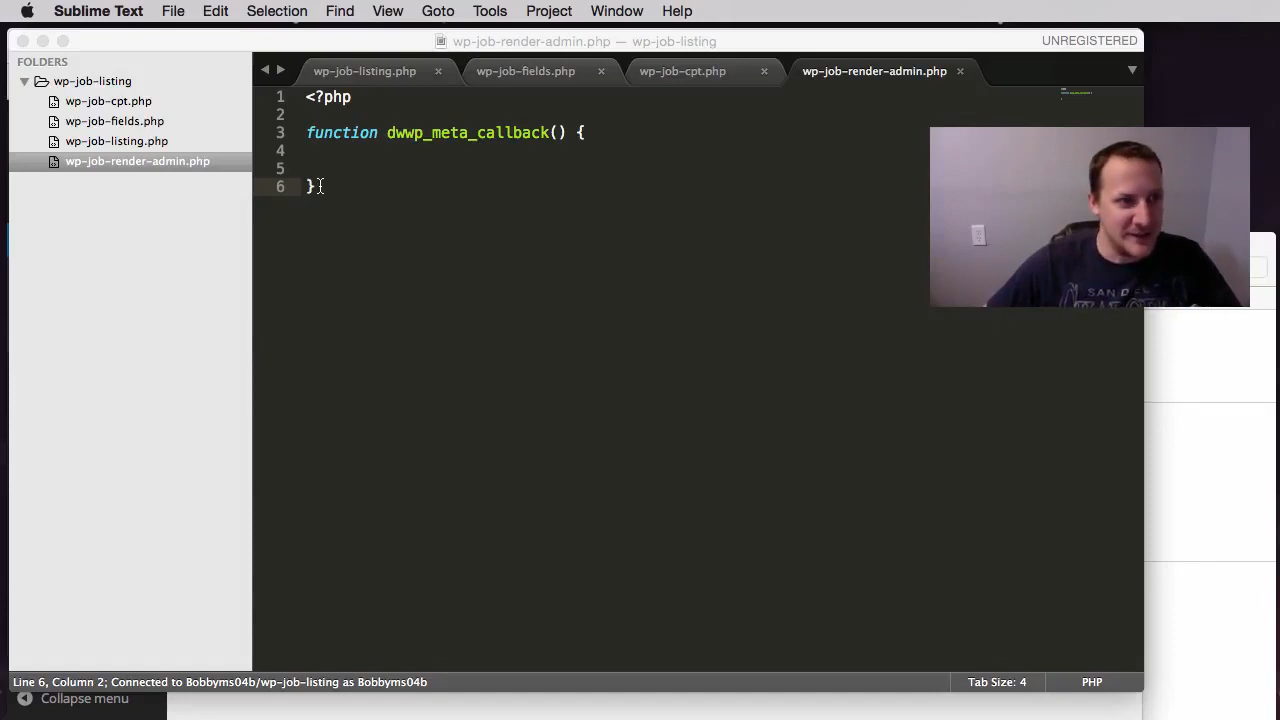 Sublime Text File Edit Selection Find View Goto Tools Project Window Help
wp-job-render-admin.php — wp-job-listing
UNREGISTERED
FOLDERS
wp-job-listing
wp-job-cpt.php
wp-job-fields.php
wp-job-listing.php
wp-job-render-admin.php
wp-job-listing.php × wp-job-fields.php × wp-job-cpt.php × wp-job-render-admin.php ×
1 <?php
2
3 function dwwp_meta_callback() {
4
5
6 }
SAN DE
Line 6, Column 2; Connected to Bobbyms04b/wp-job-listing as Bobbyms04b
Tab Size: 4
PHP
Collapse menu